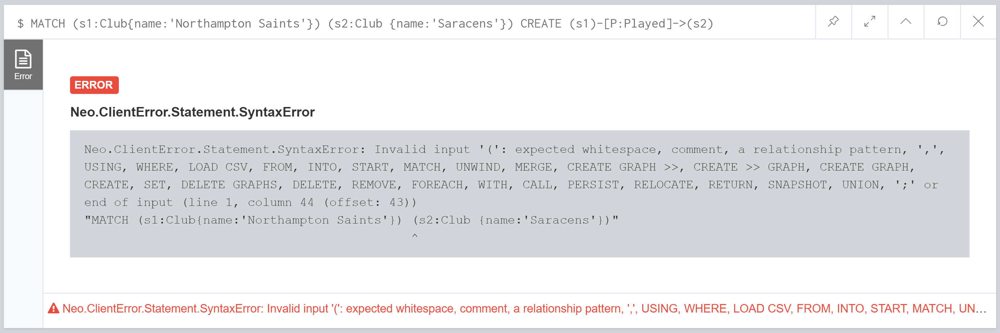 $ MATCH (s1:Club{name:'Northampton Saints'}) (s2:Club {name:'Saracens'}) CREATE (s1)-[P:Played]->(s2)
Error
ERROR
Neo.ClientError.Statement.SyntaxError
Neo.ClientError.Statement.SyntaxError: Invalid input '(': expected whitespace, comment, a relationship pattern, ',',
USING, WHERE, LOAD CSV, FROM, INTO, START, MATCH, UNWIND, MERGE, CREATE GRAPH >>, CREATE >> GRAPH, CREATE GRAPH,
CREATE, SET, DELETE GRAPHS, DELETE, REMOVE, FOREACH, WITH, CALL, PERSIST, RELOCATE, RETURN, SNAPSHOT, UNION, ';' or
end of input (line 1, column 44 (offset: 43))
"MATCH (s1:Club{name:'Northampton Saints'}) (s2:Club {name:'Saracens'})"
^
Neo.ClientError.Statement.SyntaxError: Invalid input '(': expected whitespace, comment, a relationship pattern, ',', USING, WHERE, LOAD CSV, FROM, INTO, START, MATCH, UN...